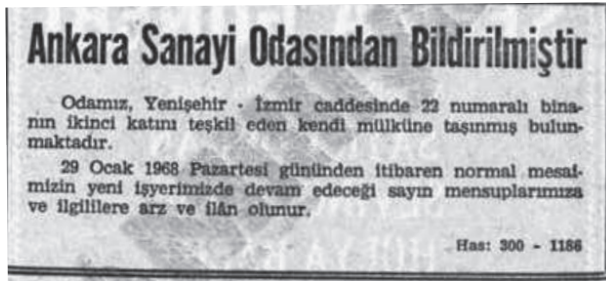 Ankara Sanayi Odasından Bildirilmiştir
Odamız, Yenişehir - İzmir caddesinde 22 numaralı bina-
nın ikinci katını teşkil eden kendi mülküne taşınmış bulun-
maktadır.
29 Ocak 1968 Pazartesi gününden itibaren normal mesai-
mizin yeni işyerimizde devam edeceği sayın mensuplarımıza
ve ilgililere arz ve ilân olunur.
Has: 300 - 1186